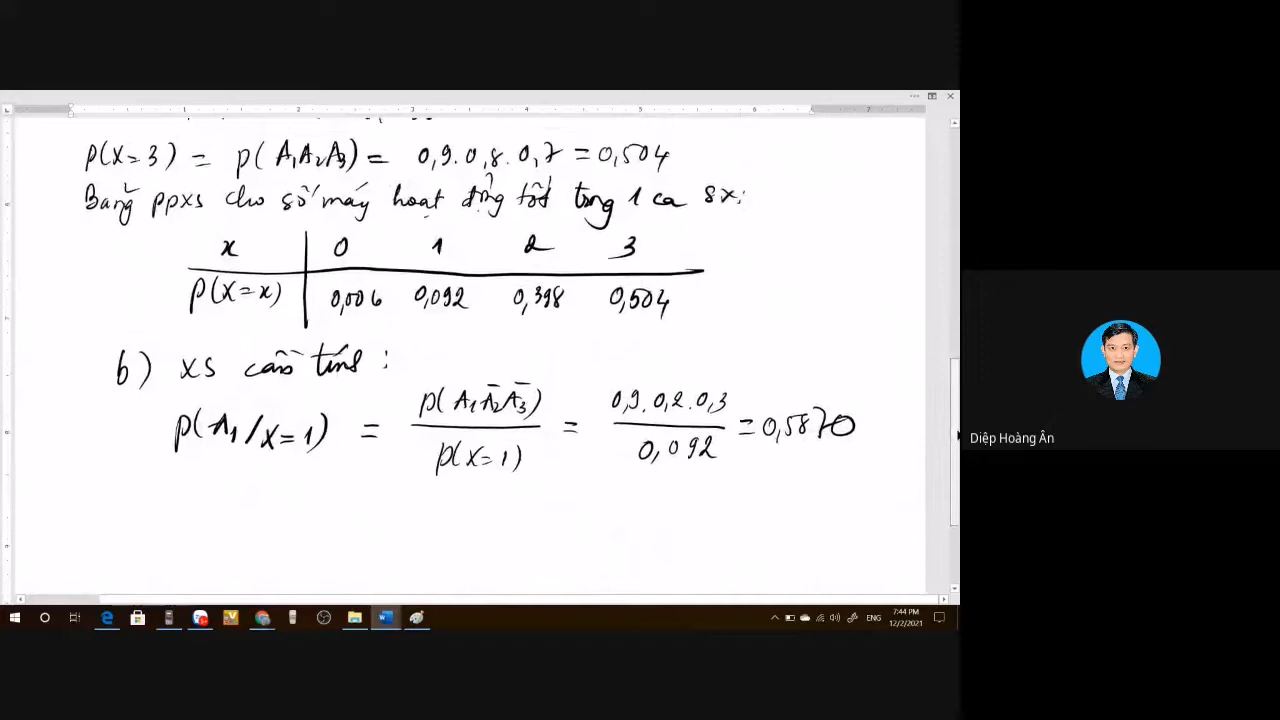 P(X=3) = P(A₁A₂A₃) = 0,9.0,8.0,7 = 0,504
Bảng ppxs cho số máy hoạt động tốt trong 1 ca sx:
x 0 1 2 3
P(X=x) 0,006 0,092 0,398 0,504
b) XS cần tính:
P(A₁/X=1) = P(A₁A̅₂A̅₃) / P(X=1) = 0,9.0,2.0,3 / 0,092 = 0,5870
Diệp Hoàng Ân
ENG
7:44 PM
12/2/2021